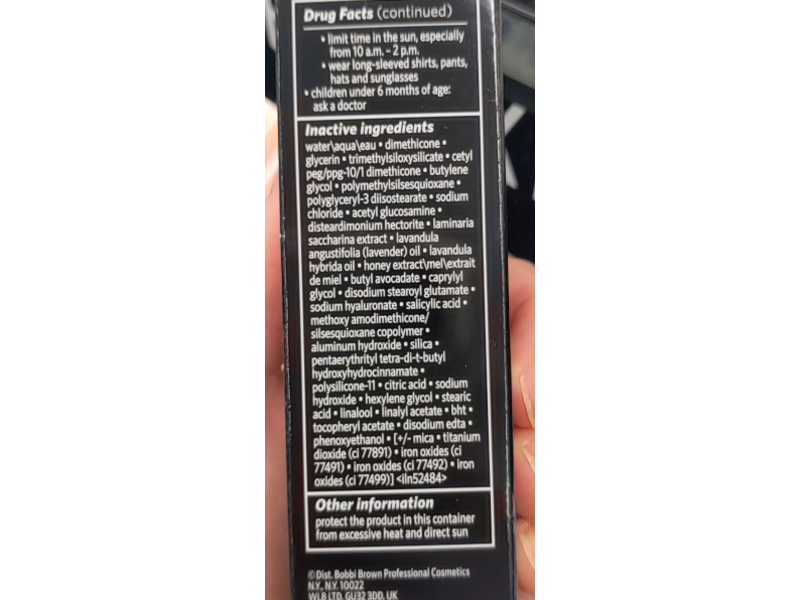 Drug Facts (continued)
• limit time in the sun, especially
from 10 a.m. – 2 p.m.
• wear long-sleeved shirts, pants,
hats and sunglasses
• children under 6 months of age:
ask a doctor
Inactive ingredients
water\aqua\eau • dimethicone •
glycerin • trimethylsiloxysilicate • cetyl
peg/ppg-10/1 dimethicone • butylene
glycol • polymethylsilsesquioxane •
polyglyceryl-3 diisostearate • sodium
chloride • acetyl glucosamine •
disteardimonium hectorite • laminaria
saccharina extract • lavandula
angustifolia (lavender) oil • lavandula
hybrida oil • honey extract\mel\extrait
de miel • butyl avocadate • caprylyl
glycol • disodium stearoyl glutamate •
sodium hyaluronate • salicylic acid •
methoxy amodimethicone/
silsesquioxane copolymer •
aluminum hydroxide • silica •
pentaerythrityl tetra-di-t-butyl
hydroxyhydrocinnamate •
polysilicone-11 • citric acid • sodium
hydroxide • hexylene glycol • stearic
acid • linalool • linalyl acetate • bht •
tocopheryl acetate • disodium edta •
phenoxyethanol • [+/- mica • titanium
dioxide (ci 77891) • iron oxides (ci
77491) • iron oxides (ci 77492) • iron
oxides (ci 77499)] <iln52484>
Other information
protect the product in this container
from excessive heat and direct sun
© Dist. Bobbi Brown Professional Cosmetics
N.Y., N.Y. 10022
WLB LTD, GU32 3DD, UK